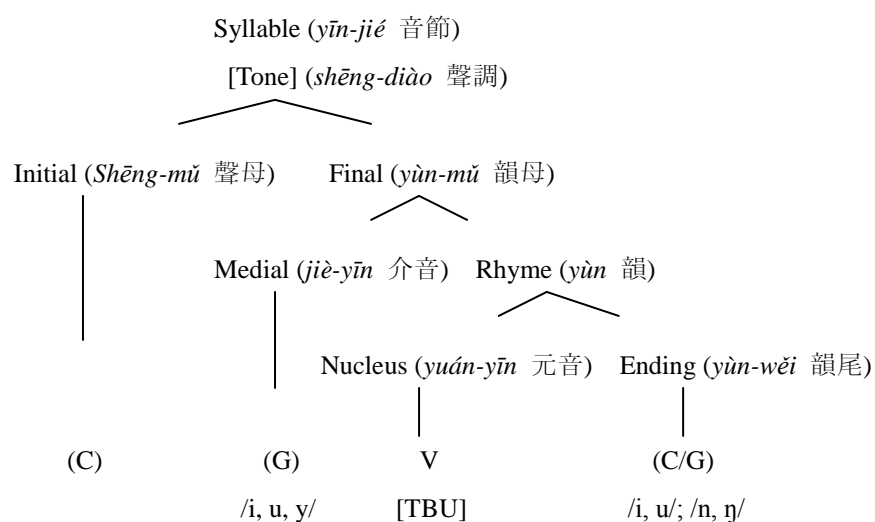 Syllable (yīn-jié 音節)
[Tone] (shēng-diào 聲調)
Initial (Shēng-mǔ 聲母) Final (yùn-mǔ 韻母)
Medial (jiè-yīn 介音) Rhyme (yùn 韻)
Nucleus (yuán-yīn 元音) Ending (yùn-wěi 韻尾)
(C) (G) V (C/G)
/i, u, y/ [TBU] /i, u/; /n, ŋ/